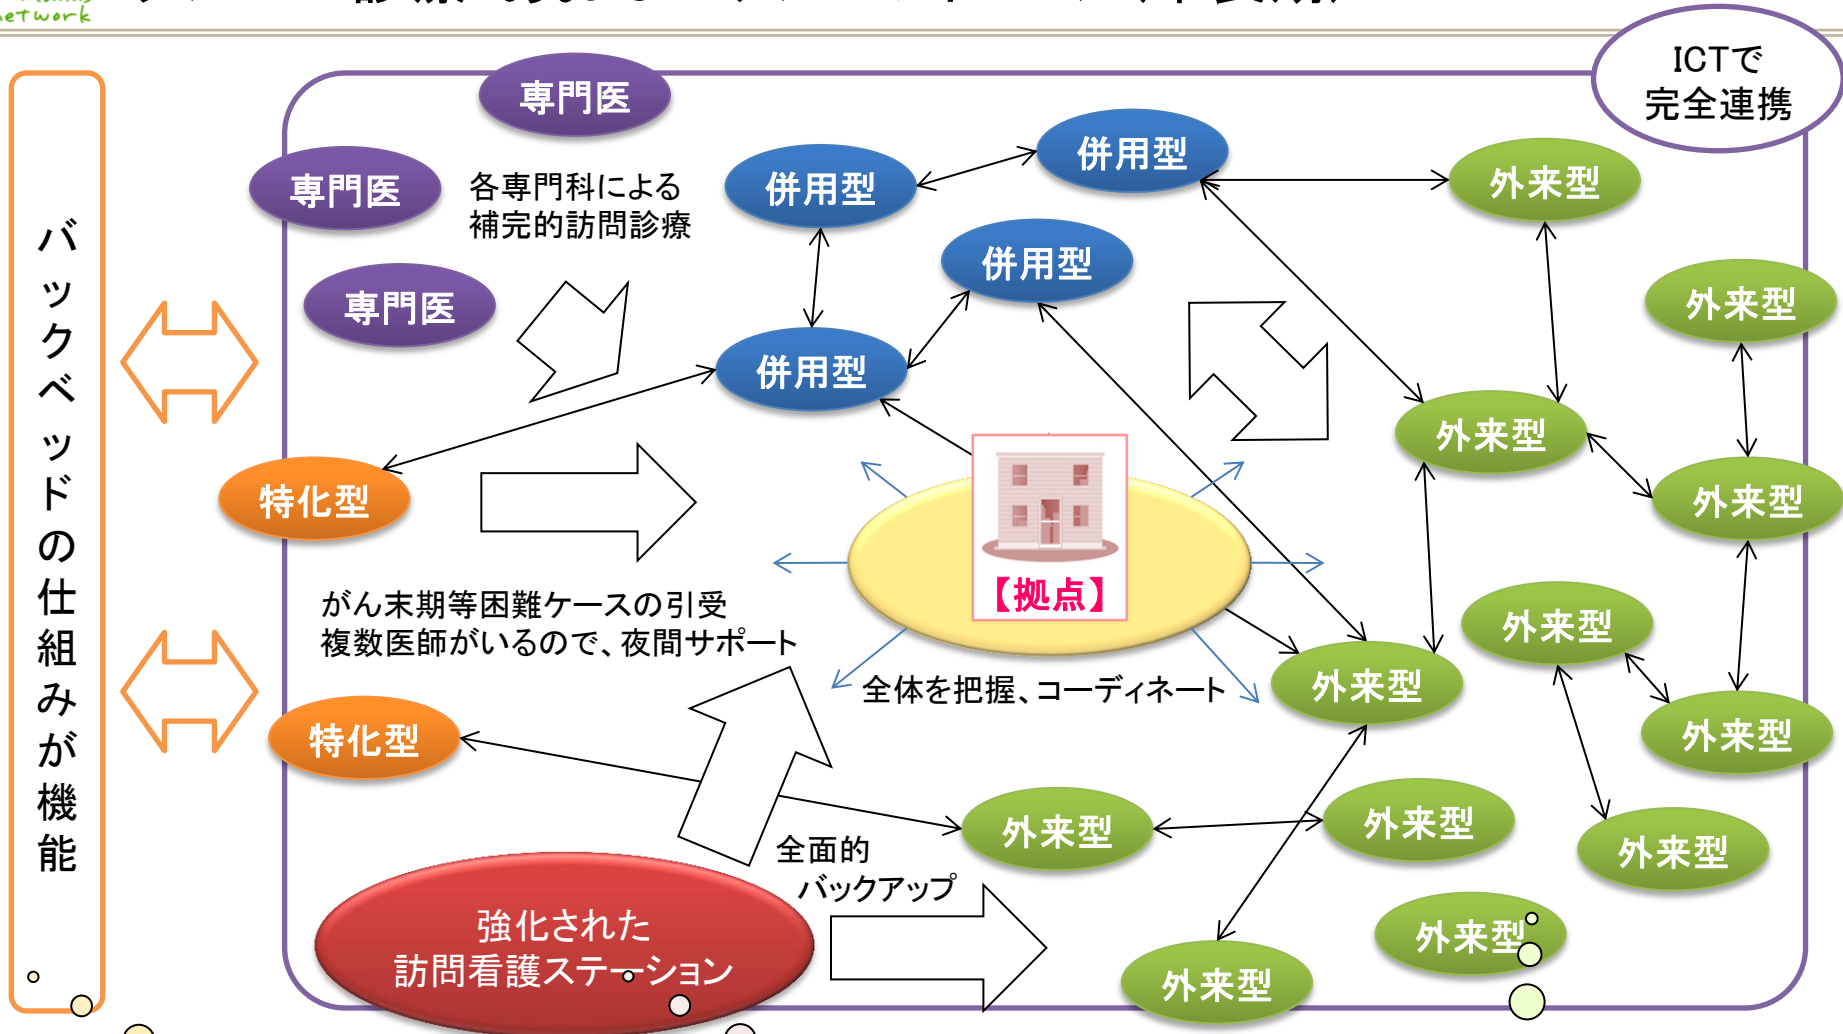 network
ICTで
完全連携
専門医
専門医
専門医
各専門科による
補完的訪問診療
併用型
併用型
併用型
併用型
外来型
外来型
外来型
外来型
バックベッドの仕組みが機能
特化型
【拠点】
がん末期等困難ケースの引受
複数医師がいるので、夜間サポート
全体を把握、コーディネート
外来型
外来型
外来型
特化型
外来型
外来型
外来型
全面的
バックアップ
強化された
訪問看護ステーション
外来型
外来型